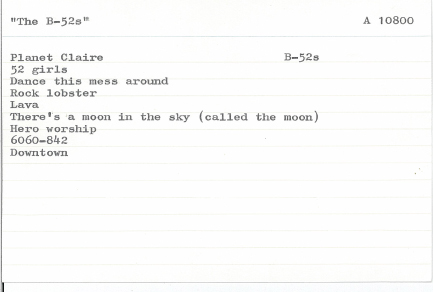 "The B-52s" A 10800
Planet Claire B-52s
52 girls
Dance this mess around
Rock lobster
Lava
There's a moon in the sky (called the moon)
Hero worship
6060-842
Downtown